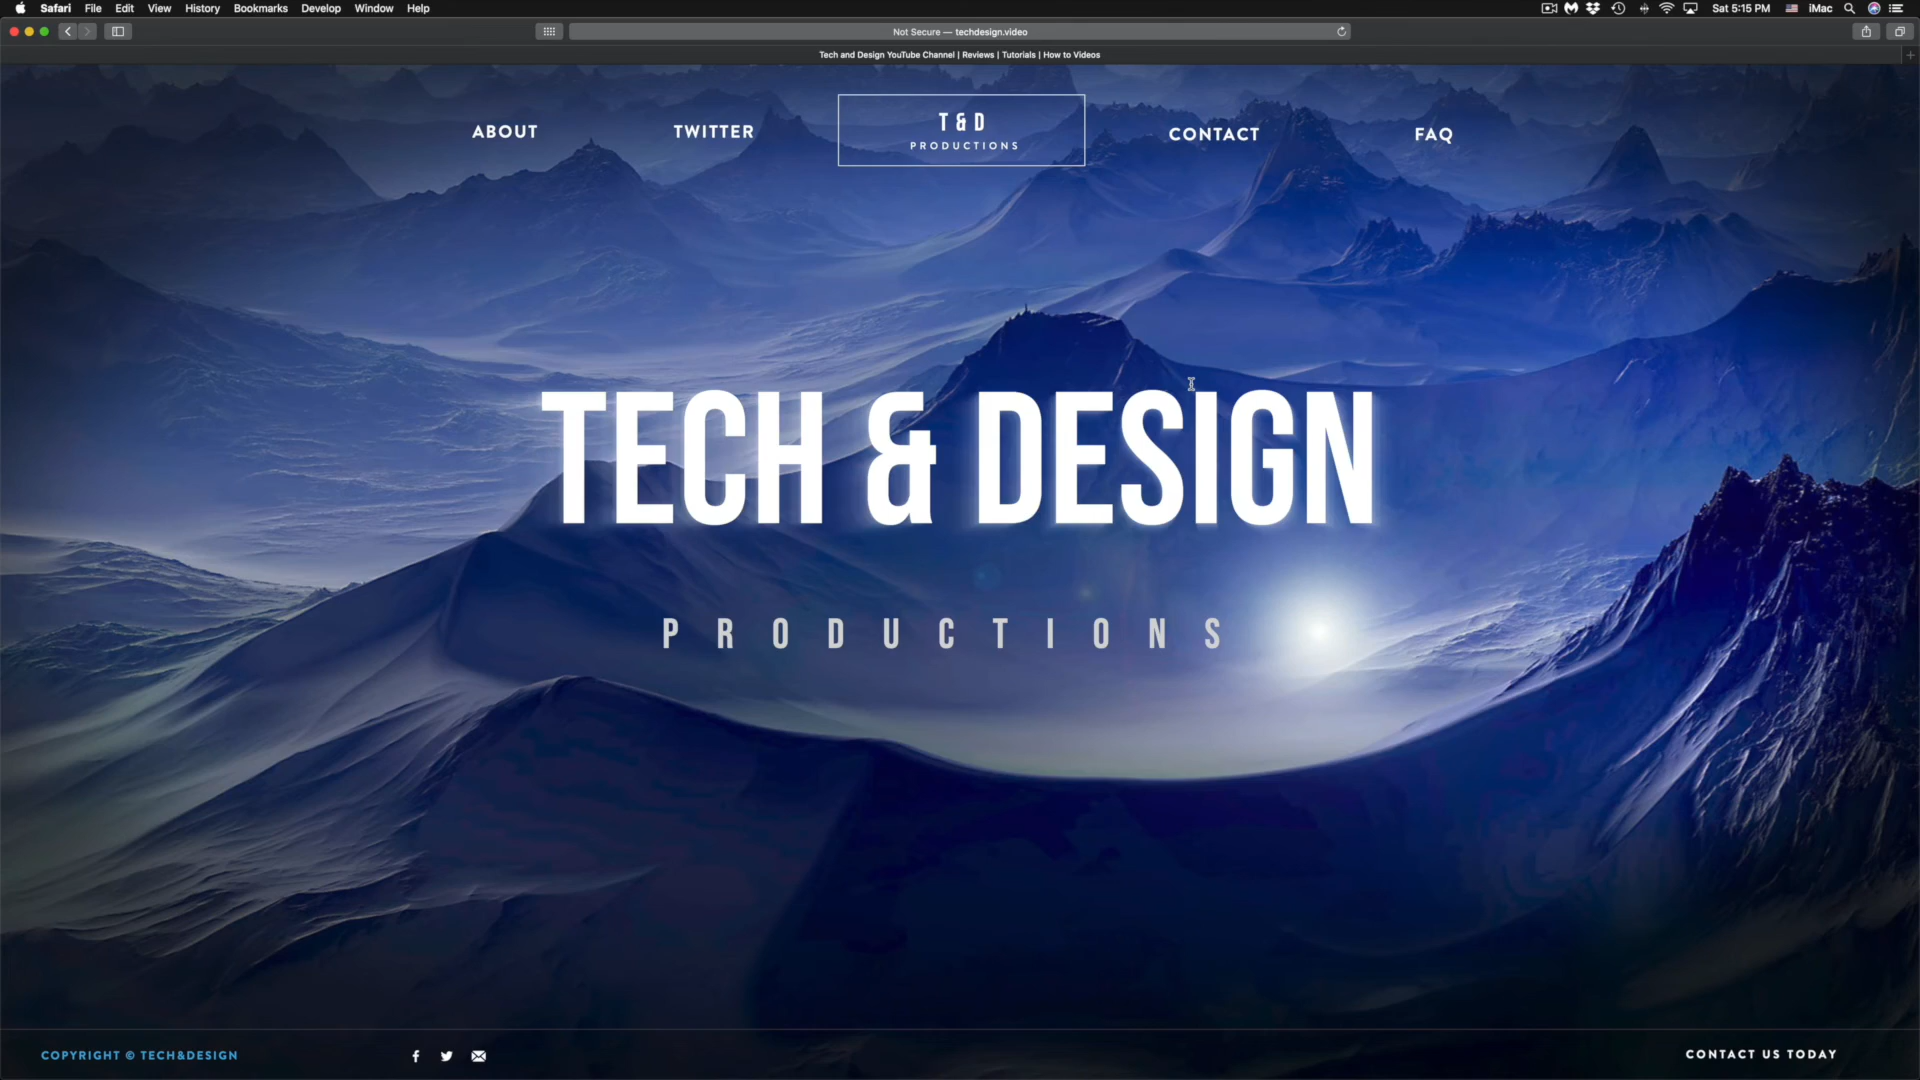 Safari File Edit View History Bookmarks Develop Window Help
Sat 5:15 PM iMac
Not Secure — techdesign.video
Tech and Design YouTube Channel | Reviews | Tutorials | How to Videos
ABOUT TWITTER CONTACT FAQ
T & D
PRODUCTIONS
TECH & DESIGN
PRODUCTIONS
COPYRIGHT © TECH&DESIGN
CONTACT US TODAY